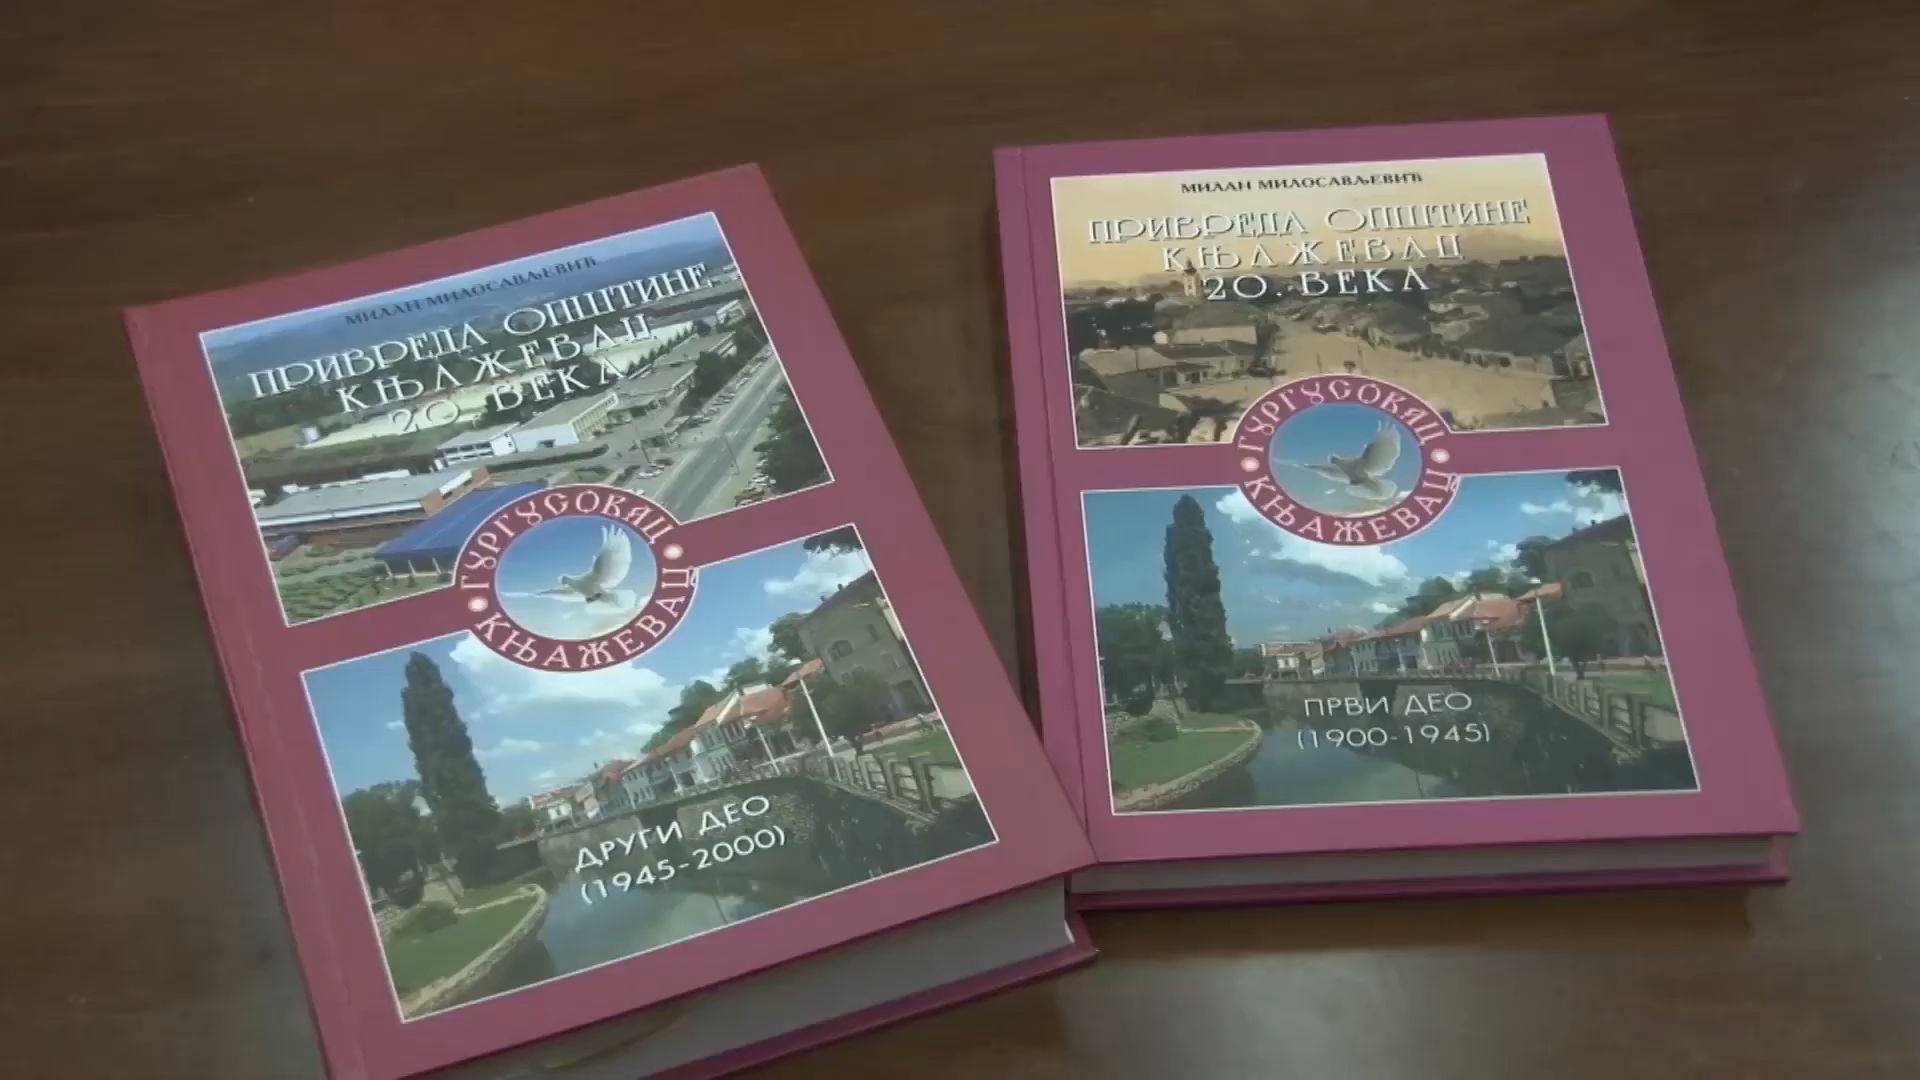 МИЛАН МИЛОСАВЉЕВИЋ
ПРИВРЕДА ОПШТИНЕ
КЊАЖЕВАЦ
20. ВЕКА
ГУРГУСОВАЦ
КЊАЖЕВАЦ
ДРУГИ ДЕО
(1945-2000)
МИЛАН МИЛОСАВЉЕВИЋ
ПРИВРЕДА ОПШТИНЕ
КЊАЖЕВАЦ
20. ВЕКА
ГУРГУСОВАЦ
КЊАЖЕВАЦ
ПРВИ ДЕО
(1900-1945)